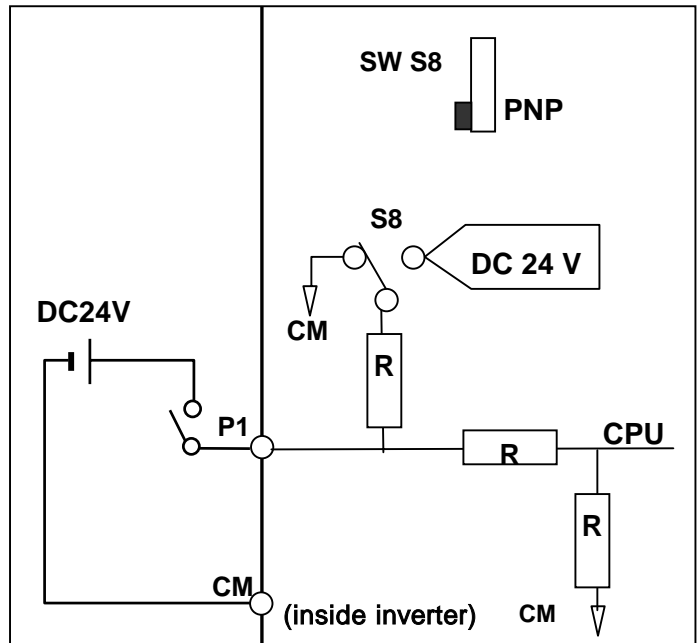 SW S8
PNP
S8
DC 24 V
CM
DC24V
R
P1
CPU
R
R
CM
(inside inverter)
CM